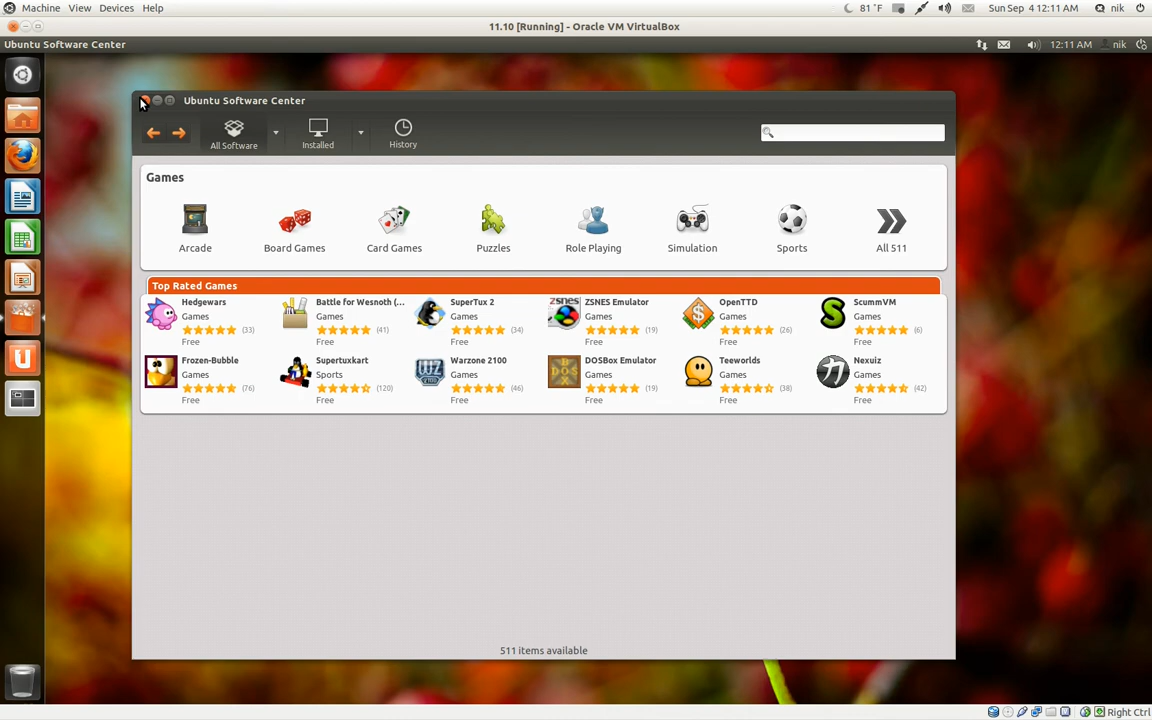 Machine View Devices Help 81 °F Sun Sep 4 12:11 AM nik
11.10 [Running] - Oracle VM VirtualBox
Ubuntu Software Center 12:11 AM nik
Ubuntu Software Center
All Software Installed History
Games
Arcade Board Games Card Games Puzzles Role Playing Simulation Sports All 511
Top Rated Games
Hedgewars Battle for Wesnoth (... SuperTux 2 ZSNES Emulator OpenTTD ScummVM
Games Games Games Games Games Games
(33) (41) (34) (19) (26) (6)
Free Free Free Free Free Free
Frozen-Bubble Supertuxkart Warzone 2100 DOSBox Emulator Teeworlds Nexuiz
Games Sports Games Games Games Games
(76) (120) (46) (19) (38) (42)
Free Free Free Free Free Free
511 items available
Right Ctrl